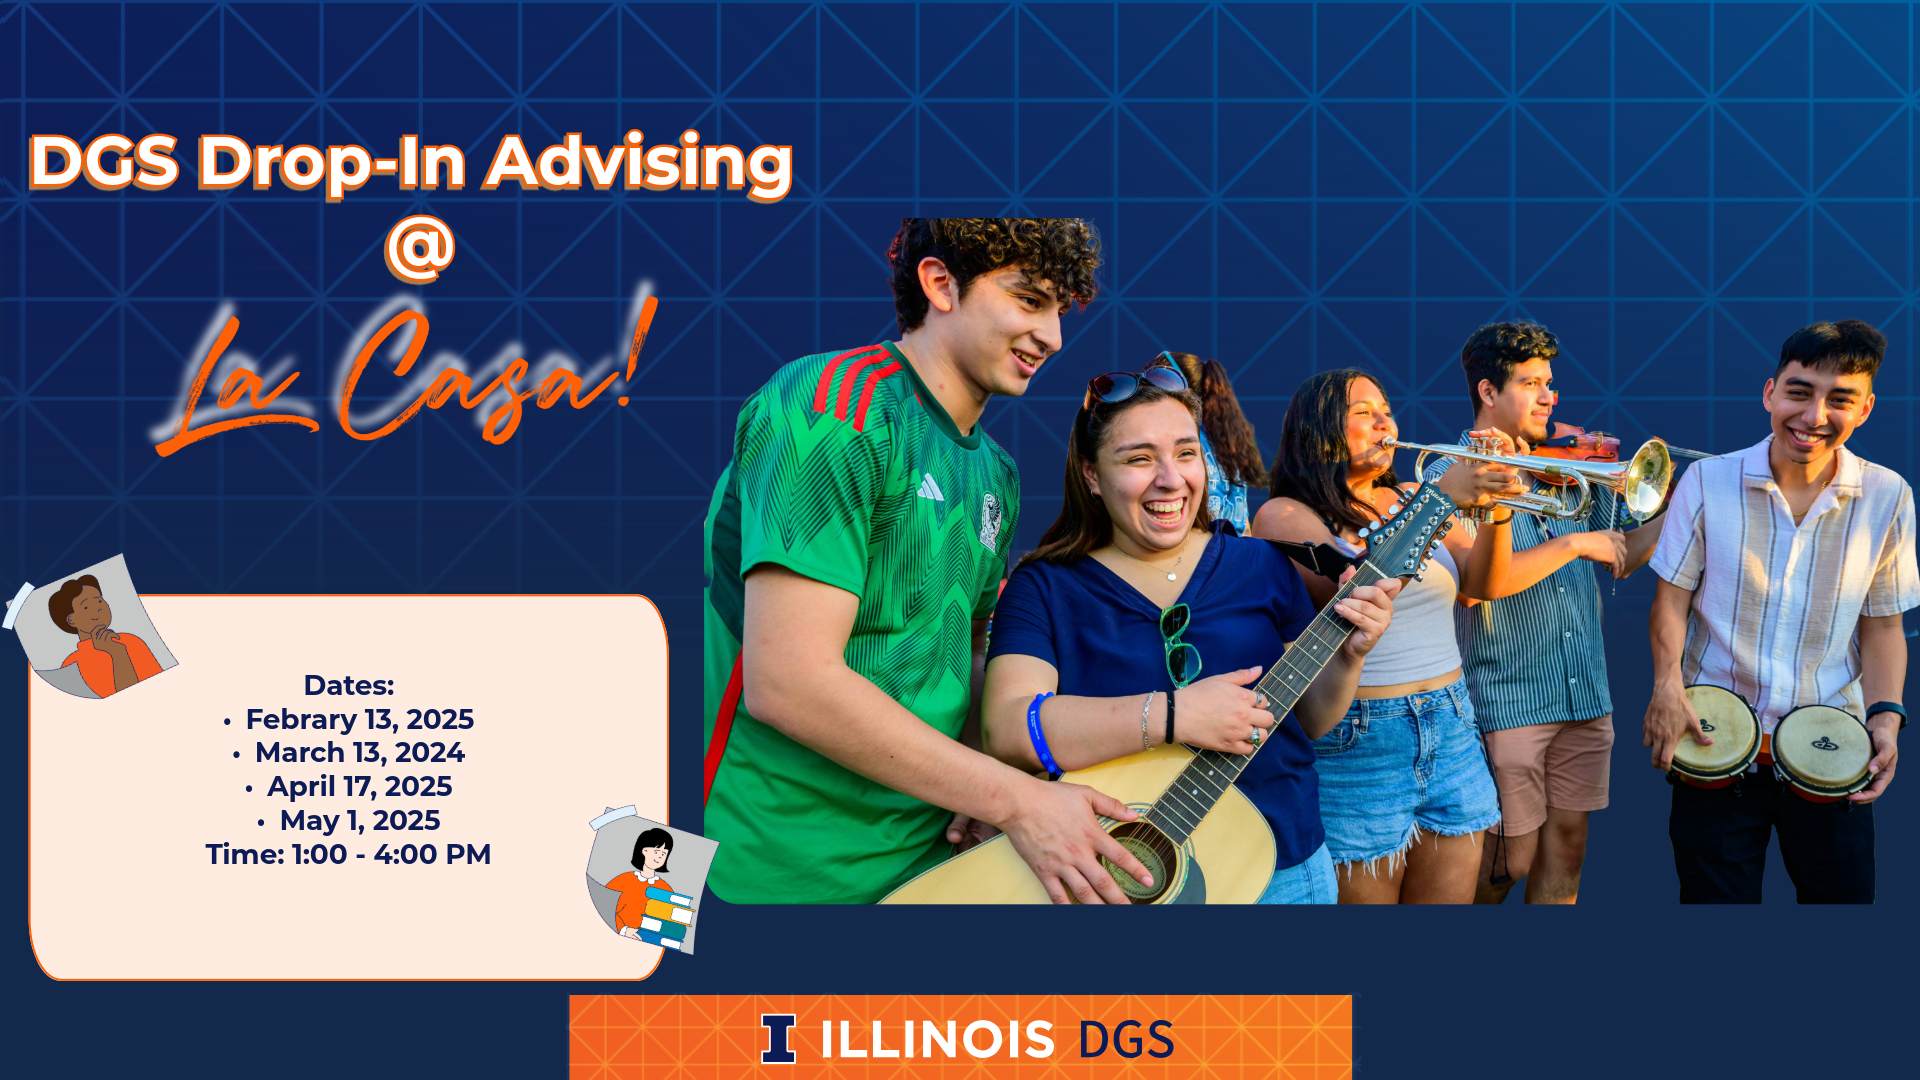 DGS Drop-In Advising
@
La Casa!
Dates:
• Febrary 13, 2025
• March 13, 2024
• April 17, 2025
• May 1, 2025
Time: 1:00 - 4:00 PM
I ILLINOIS DGS